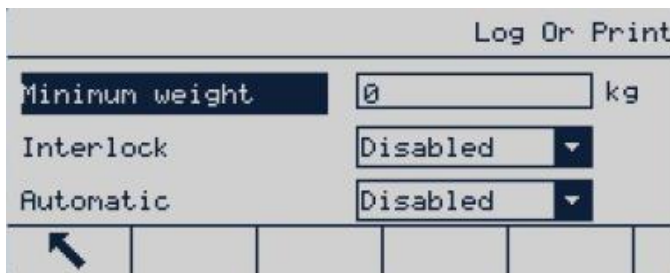 Log Or Print
Minimum weight 0 kg
Interlock Disabled
Automatic Disabled